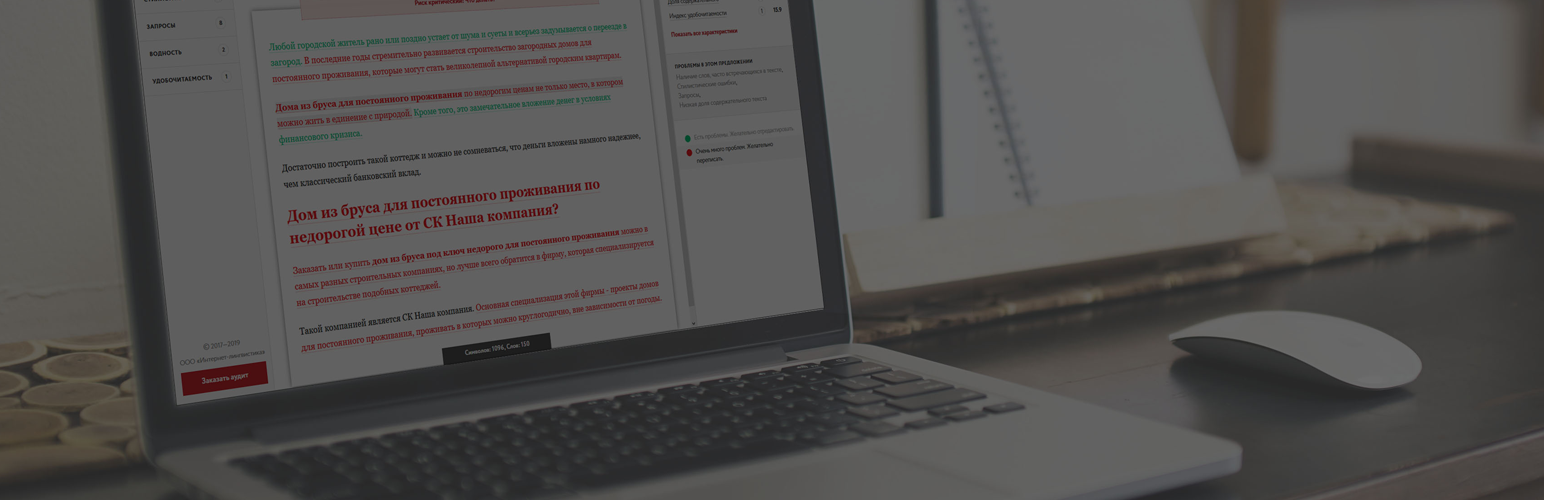 ЗАПРОСЫ 6
ВОДНОСТЬ 2
УДОБОЧИТАЕМОСТЬ 1
© 2017—2019
ООО «Интернет-лингвистика»
Заказать аудит
Риск критический. Что делать?
Любой городской житель рано или поздно устает от шума и суеты и всерьез задумывается о переезде в
загород. В последние годы стремительно развивается строительство загородных домов для
постоянного проживания, которые могут стать великолепной альтернативой городским квартирам.
Дома из бруса для постоянного проживания по недорогим ценам не только место, в котором
можно жить в единение с природой. Кроме того, это замечательное вложение денег в условиях
финансового кризиса.
Достаточно построить такой коттедж и можно не сомневаться, что деньги вложены намного надежнее,
чем классический банковский вклад.
Дом из бруса для постоянного проживания по
недорогой цене от СК Наша компания?
Заказать или купить дом из бруса под ключ недорого для постоянного проживания можно в
самых разных строительных компаниях, но лучше всего обратится в фирму, которая специализируется
на строительстве подобных коттеджей.
Такой компанией является СК Наша компания. Основная специализация этой фирмы - проекты домов
для постоянного проживания, проживать в которых можно круглогодично, вне зависимости от погоды.
Символов: 1096, Слов: 150
Индекс удобочитаемости 1 15.9
Показать все характеристики
ПРОБЛЕМЫ В ЭТОМ ПРЕДЛОЖЕНИИ
Наличие слов, часто встречающихся в тексте,
Стилистические ошибки,
Запросы,
Низкая доля содержательного текста
Есть проблемы. Желательно отредактировать
Очень много проблем. Желательно
переписать.